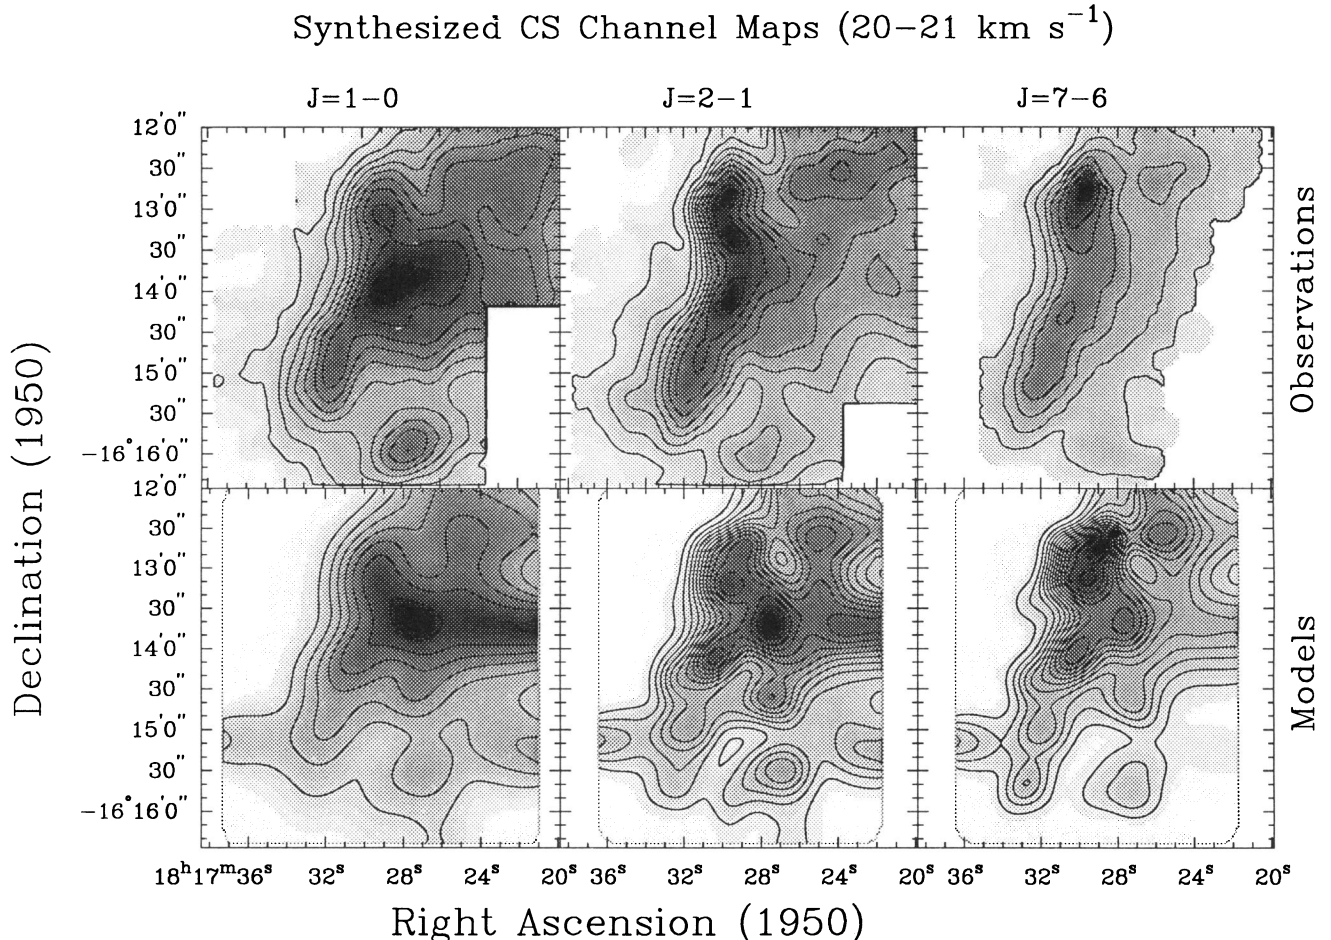 Synthesized CS Channel Maps (20−21 km s⁻¹)
J=1−0 J=2−1 J=7−6
12'0"
30"
13'0"
30"
14'0"
30"
15'0"
30"
−16°16'0"
12'0"
30"
13'0"
30"
14'0"
30"
15'0"
30"
−16°16'0"
Declination (1950)
Observations
Models
18ʰ17ᵐ36ˢ 32ˢ 28ˢ 24ˢ 20ˢ 36ˢ 32ˢ 28ˢ 24ˢ 20ˢ 36ˢ 32ˢ 28ˢ 24ˢ 20ˢ
Right Ascension (1950)